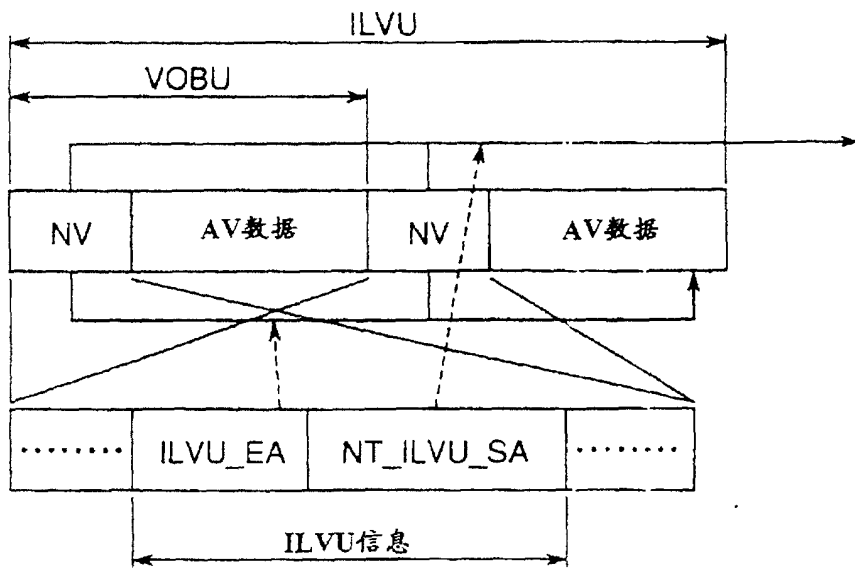 ILVU
VOBU
NV AV数据 NV AV数据
········ ILVU_EA NT_ILVU_SA ········
ILVU信息